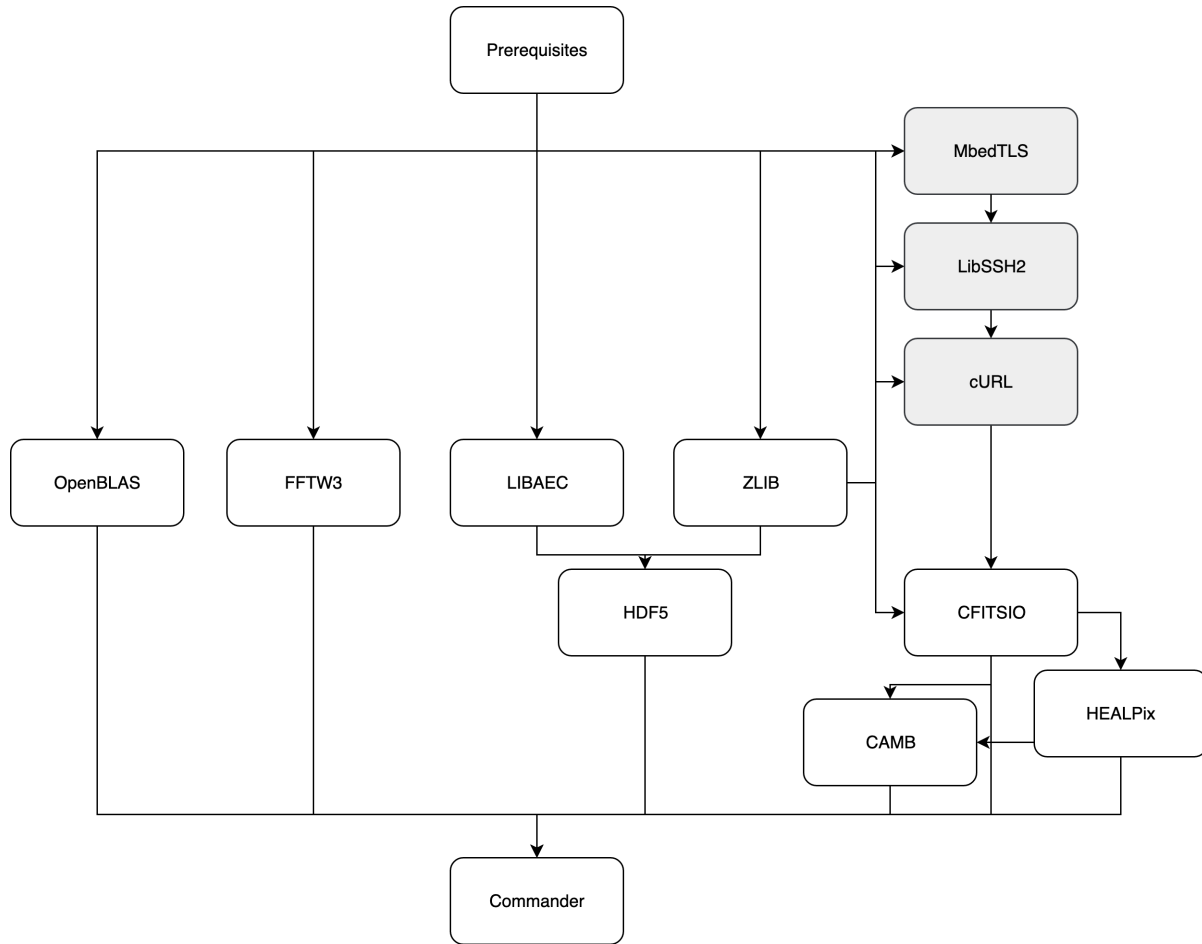 Prerequisites
MbedTLS
LibSSH2
cURL
OpenBLAS
FFTW3
LIBAEC
ZLIB
HDF5
CFITSIO
HEALPix
CAMB
Commander